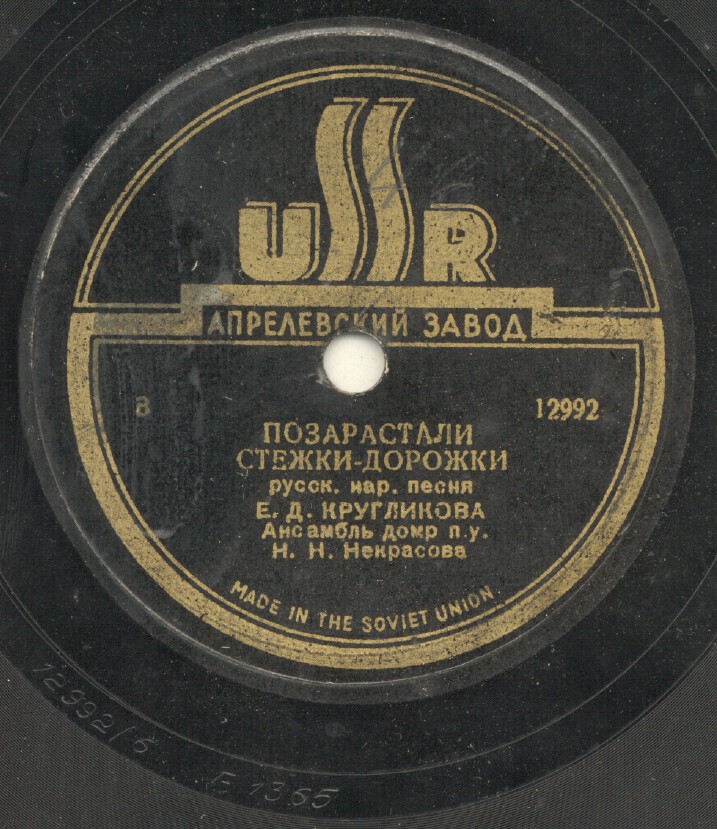 USSR
АПРЕЛЕВСКИЙ ЗАВОД
В 12992
ПОЗАРАСТАЛИ
СТЕЖКИ-ДОРОЖКИ
русск. нар. песня
Е. Д. КРУГЛИКОВА
Ансамбль домр п.у.
Н. Н. Некрасова
MADE IN THE SOVIET UNION
12992/б Е 1365